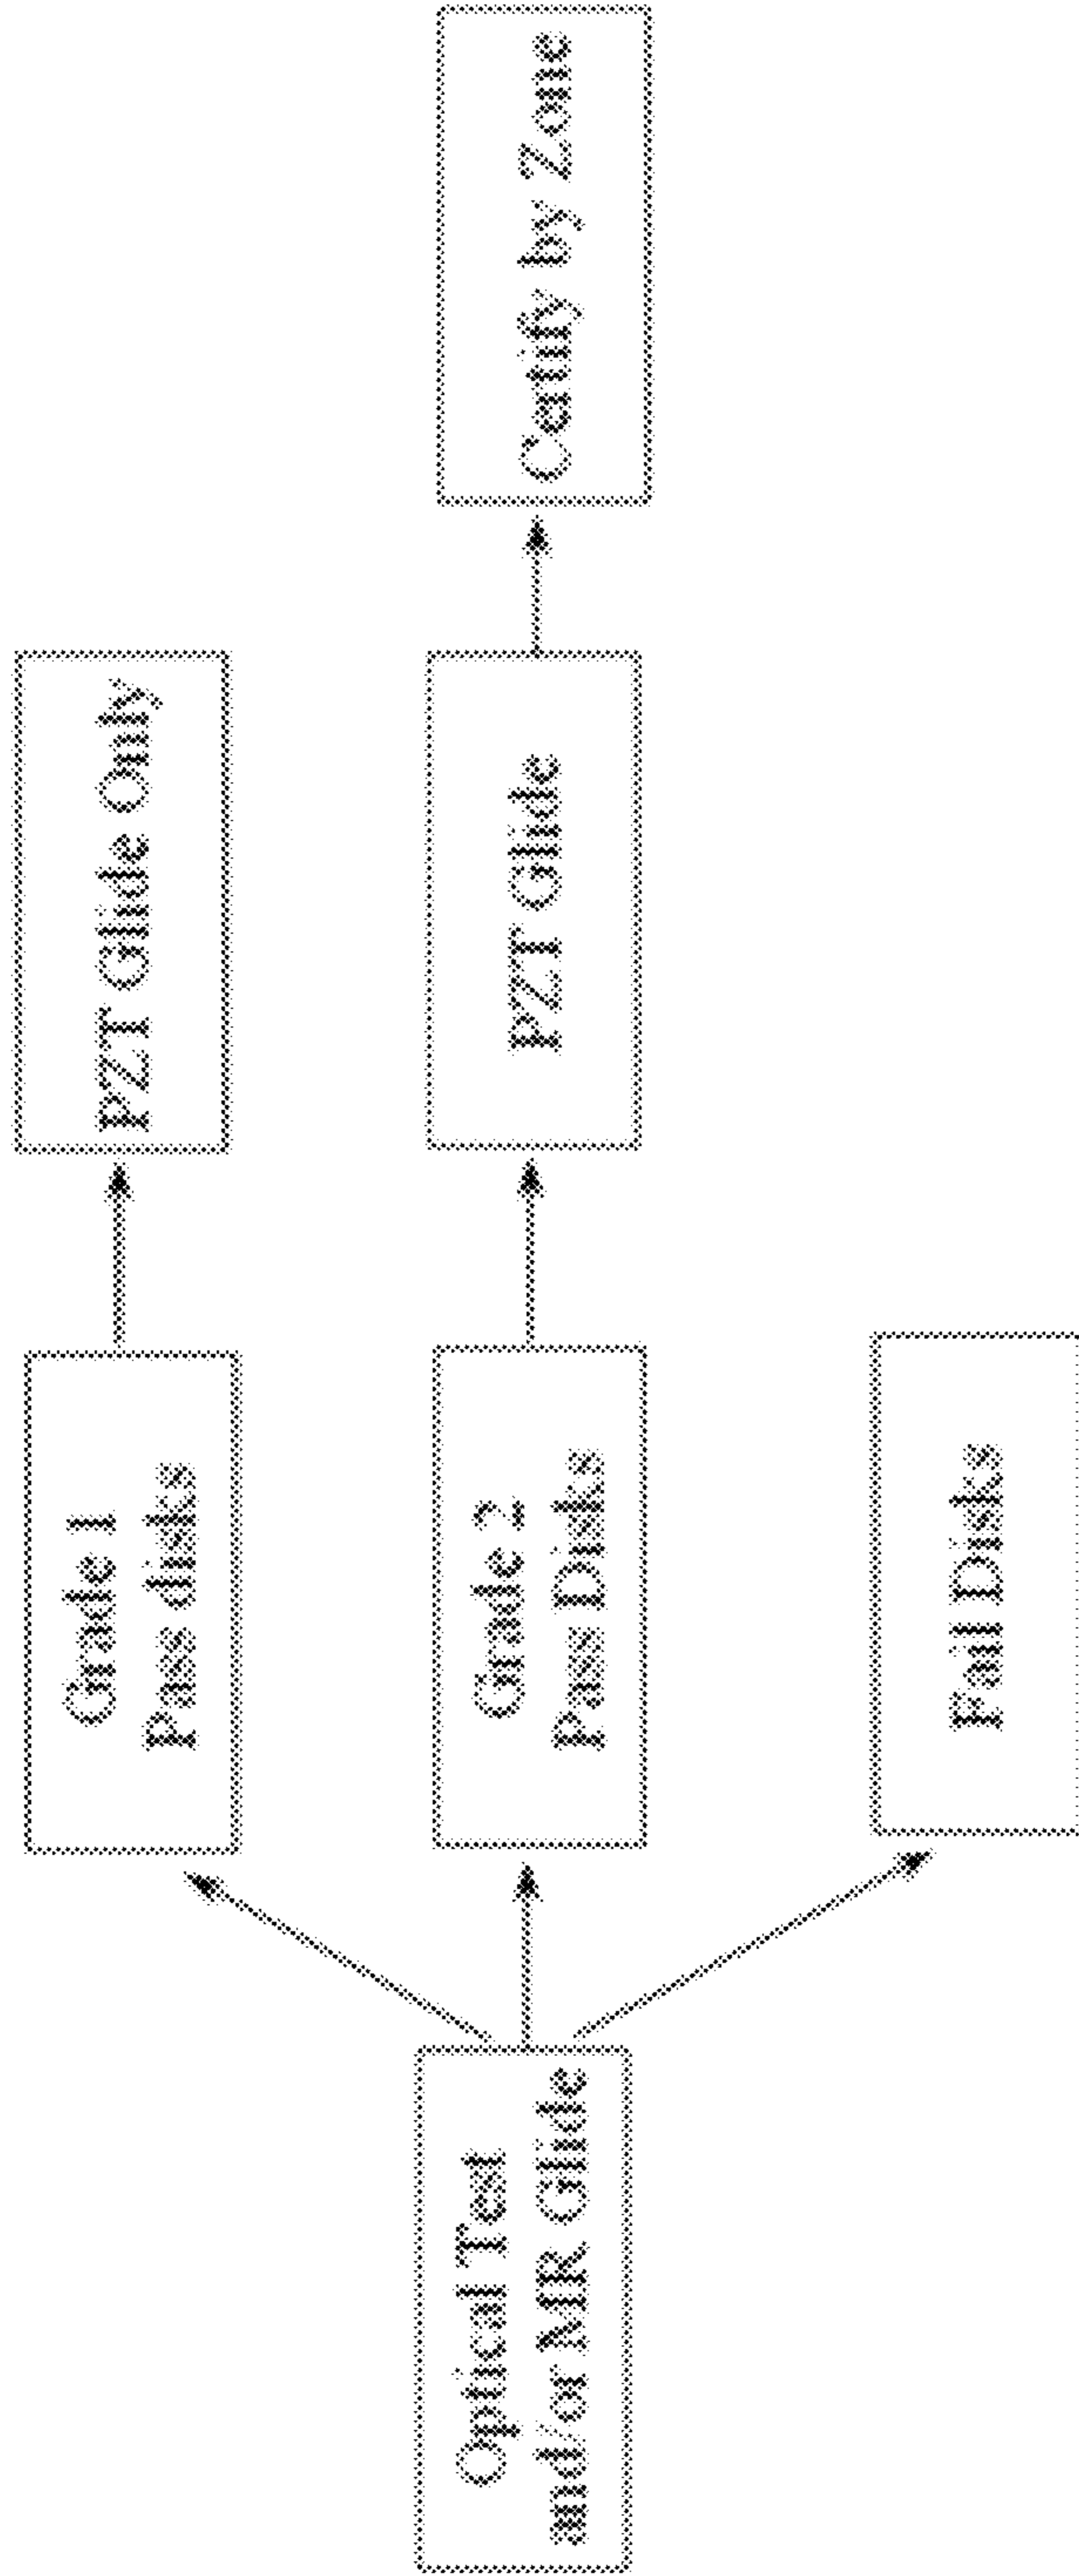 Optical Test
and/or MR Glide
Grade 1
Pass disks
PZT Glide Only
Grade 2
Pass Disks
PZT Glide
Certify by Zone
Fail Disks